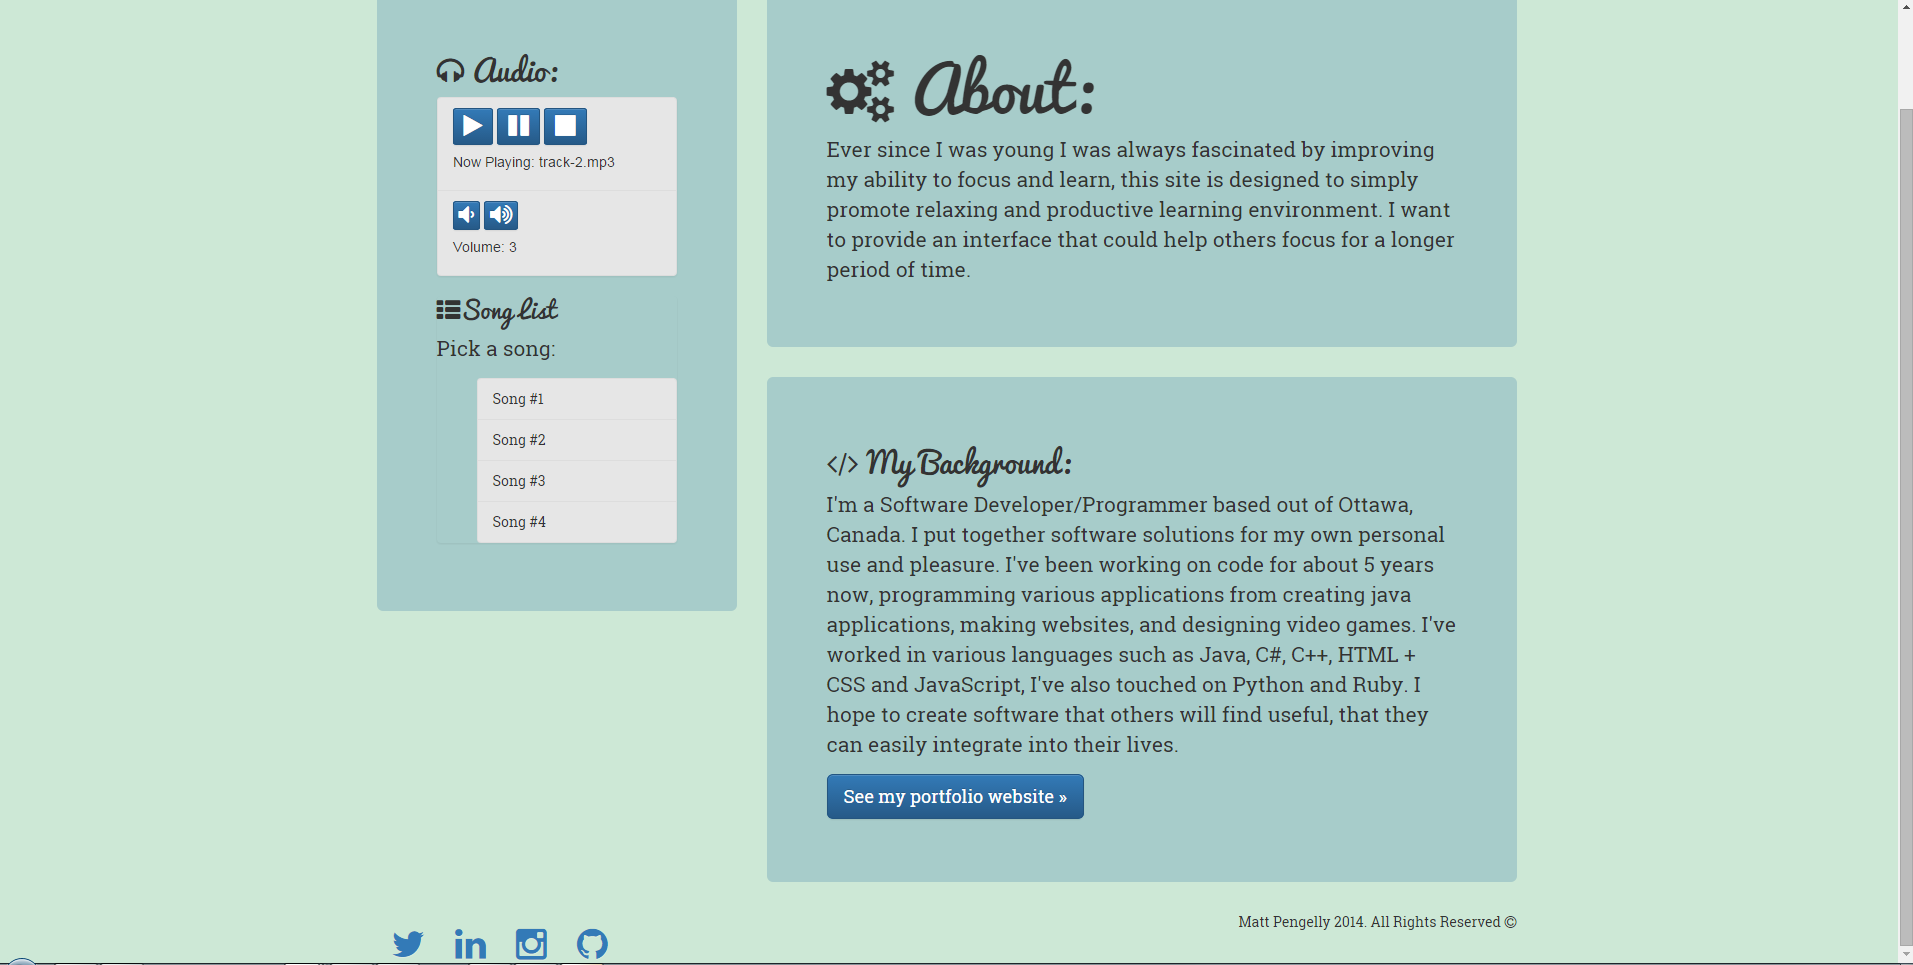 Audio:
Now Playing: track-2.mp3
Volume: 3
Song List
Pick a song:
Song #1
Song #2
Song #3
Song #4
About:
Ever since I was young I was always fascinated by improving
my ability to focus and learn, this site is designed to simply
promote relaxing and productive learning environment. I want
to provide an interface that could help others focus for a longer
period of time.
</> My Background:
I'm a Software Developer/Programmer based out of Ottawa,
Canada. I put together software solutions for my own personal
use and pleasure. I've been working on code for about 5 years
now, programming various applications from creating java
applications, making websites, and designing video games. I've
worked in various languages such as Java, C#, C++, HTML +
CSS and JavaScript, I've also touched on Python and Ruby. I
hope to create software that others will find useful, that they
can easily integrate into their lives.
See my portfolio website »
Matt Pengelly 2014. All Rights Reserved ©
in